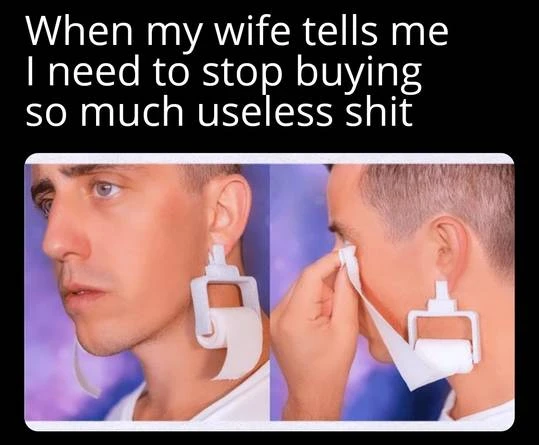 When my wife tells me
I need to stop buying
so much useless shit